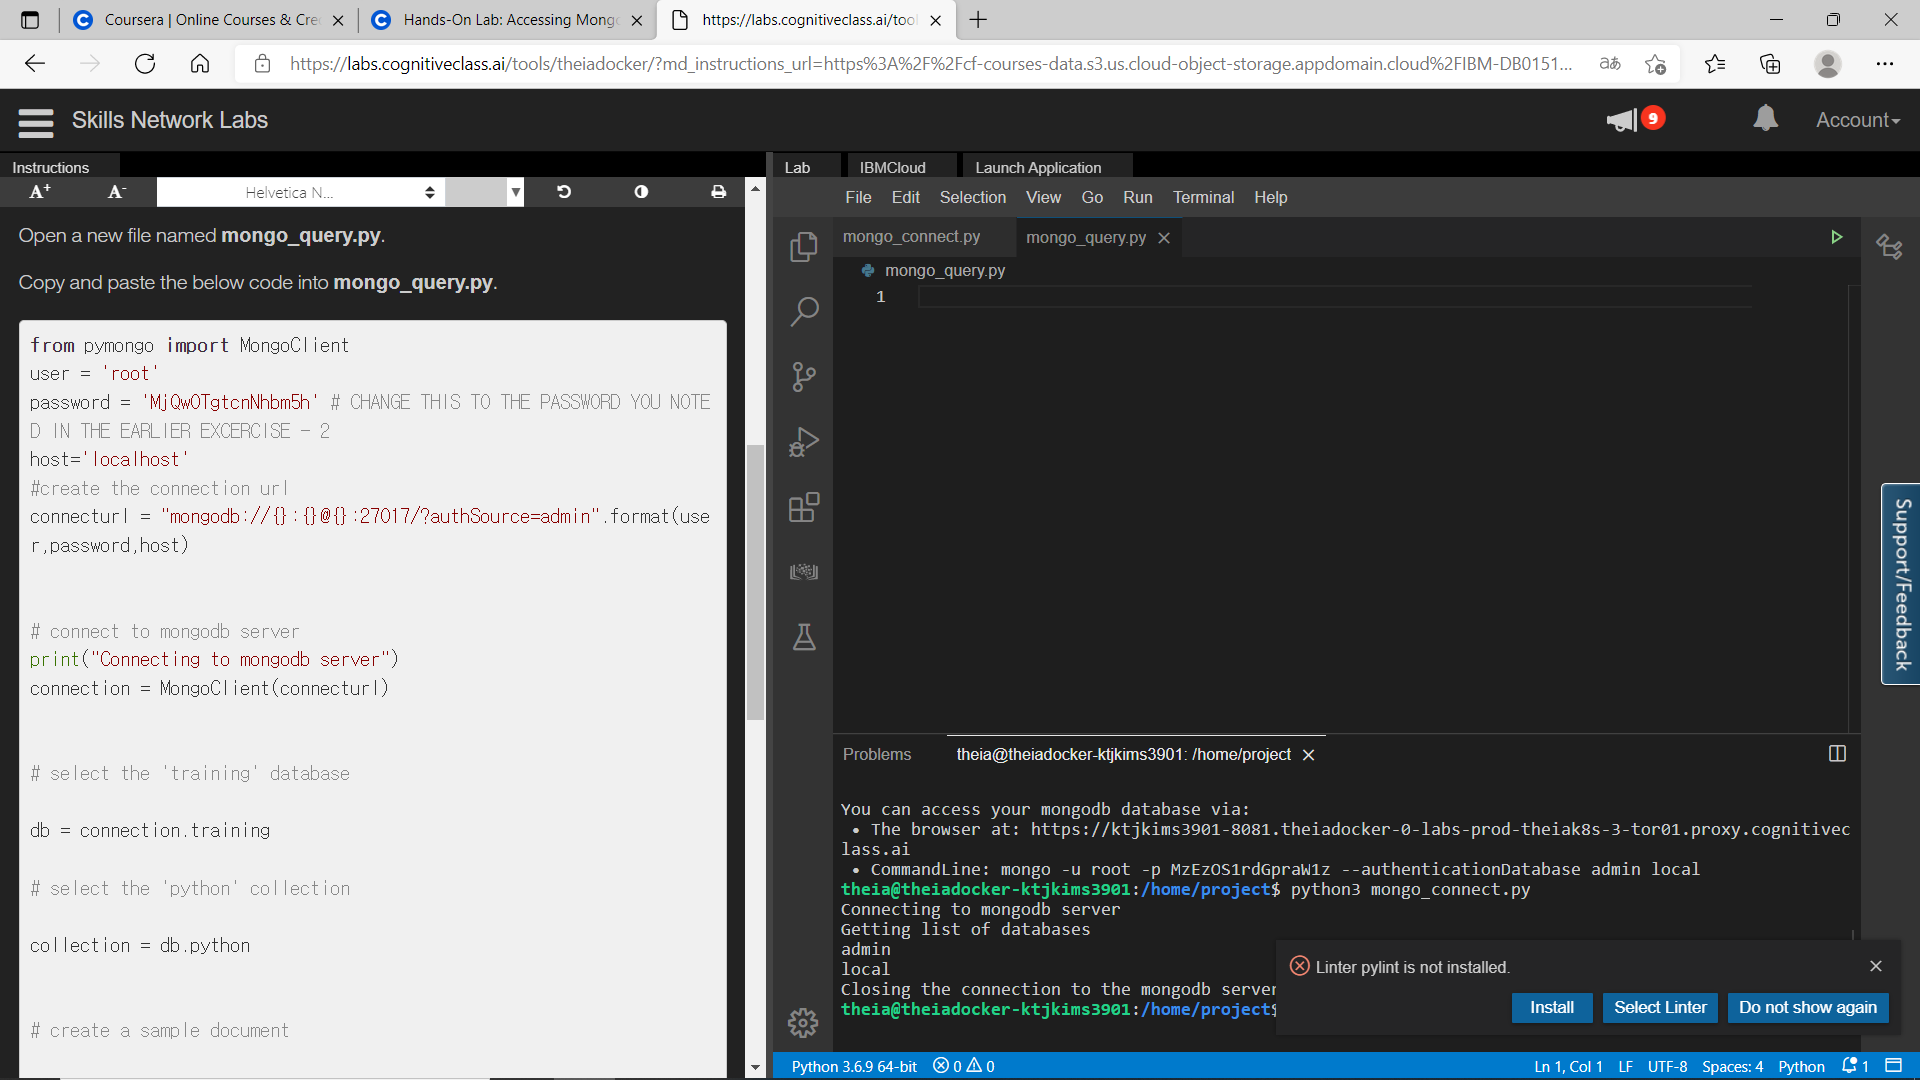 Coursera | Online Courses & Cre
Hands-On Lab: Accessing Mongo
https://labs.cognitiveclass.ai/tool
https://labs.cognitiveclass.ai/tools/theiadocker/?md_instructions_url=https%3A%2F%2Fcf-courses-data.s3.us.cloud-object-storage.appdomain.cloud%2FIBM-DB0151...
aあ
Skills Network Labs
9
Account
Instructions
Lab
IBMCloud
Launch Application
A+
A-
Helvetica N...
File Edit Selection View Go Run Terminal Help
Open a new file named mongo_query.py.
Copy and paste the below code into mongo_query.py.
from pymongo import MongoClient
user = 'root'
password = 'MjQwOTgtcnNhbm5h' # CHANGE THIS TO THE PASSWORD YOU NOTE
D IN THE EARLIER EXCERCISE - 2
host='localhost'
#create the connection url
connecturl = "mongodb://{}:{}@{}:27017/?authSource=admin".format(use
r,password,host)
# connect to mongodb server
print("Connecting to mongodb server")
connection = MongoClient(connecturl)
# select the 'training' database
db = connection.training
# select the 'python' collection
collection = db.python
# create a sample document
mongo_connect.py
mongo_query.py
mongo_query.py
1
Support/Feedback
Problems
theia@theiadocker-ktjkims3901: /home/project
You can access your mongodb database via:
• The browser at: https://ktjkims3901-8081.theiadocker-0-labs-prod-theiak8s-3-tor01.proxy.cognitivec
lass.ai
• CommandLine: mongo -u root -p MzEzOS1rdGpraW1z --authenticationDatabase admin local
theia@theiadocker-ktjkims3901:/home/project$ python3 mongo_connect.py
Connecting to mongodb server
Getting list of databases
admin
local
Closing the connection to the mongodb server
theia@theiadocker-ktjkims3901:/home/project$
Linter pylint is not installed.
Install
Select Linter
Do not show again
Python 3.6.9 64-bit
0
0
Ln 1, Col 1
LF
UTF-8
Spaces: 4
Python
1